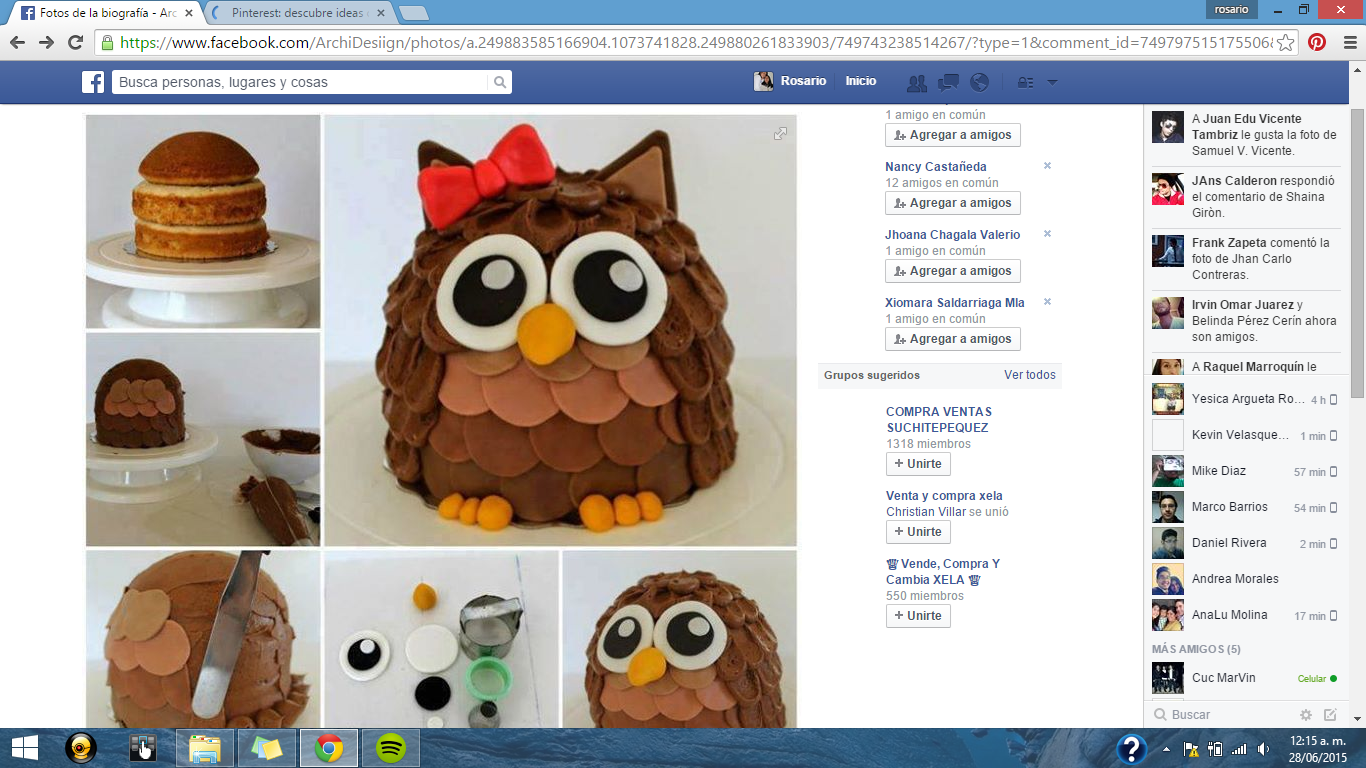 Fotos de la biografía - Arc
Pinterest: descubre ideas
rosario
https://www.facebook.com/ArchiDesiign/photos/a.249883585166904.1073741828.249880261833903/749743238514267/?type=1&comment_id=749797515175506&
Busca personas, lugares y cosas
Rosario
Inicio
1 amigo en común
Agregar a amigos
Nancy Castañeda
12 amigos en común
Agregar a amigos
Jhoana Chagala Valerio
1 amigo en común
Agregar a amigos
Xiomara Saldarriaga Mla
1 amigo en común
Agregar a amigos
Grupos sugeridos
Ver todos
COMPRA VENTAS
SUCHITEPEQUEZ
1318 miembros
+ Unirte
Venta y compra xela
Christian Villar se unió
+ Unirte
Vende, Compra Y
Cambia XELA
550 miembros
+ Unirte
A Juan Edu Vicente
Tambriz le gusta la foto de
Samuel V. Vicente.
JAns Calderon respondió
el comentario de Shaina
Giròn.
Frank Zapeta comentó la
foto de Jhan Carlo
Contreras.
Irvin Omar Juarez y
Belinda Pérez Cerín ahora
son amigos.
A Raquel Marroquín le
Yesica Argueta Ro... 4 h
Kevin Velasque... 1 min
Mike Diaz 57 min
Marco Barrios 54 min
Daniel Rivera 2 min
Andrea Morales
AnaLu Molina 17 min
MÁS AMIGOS (5)
Cuc MarVin Celular
Buscar
12:15 a. m.
28/06/2015